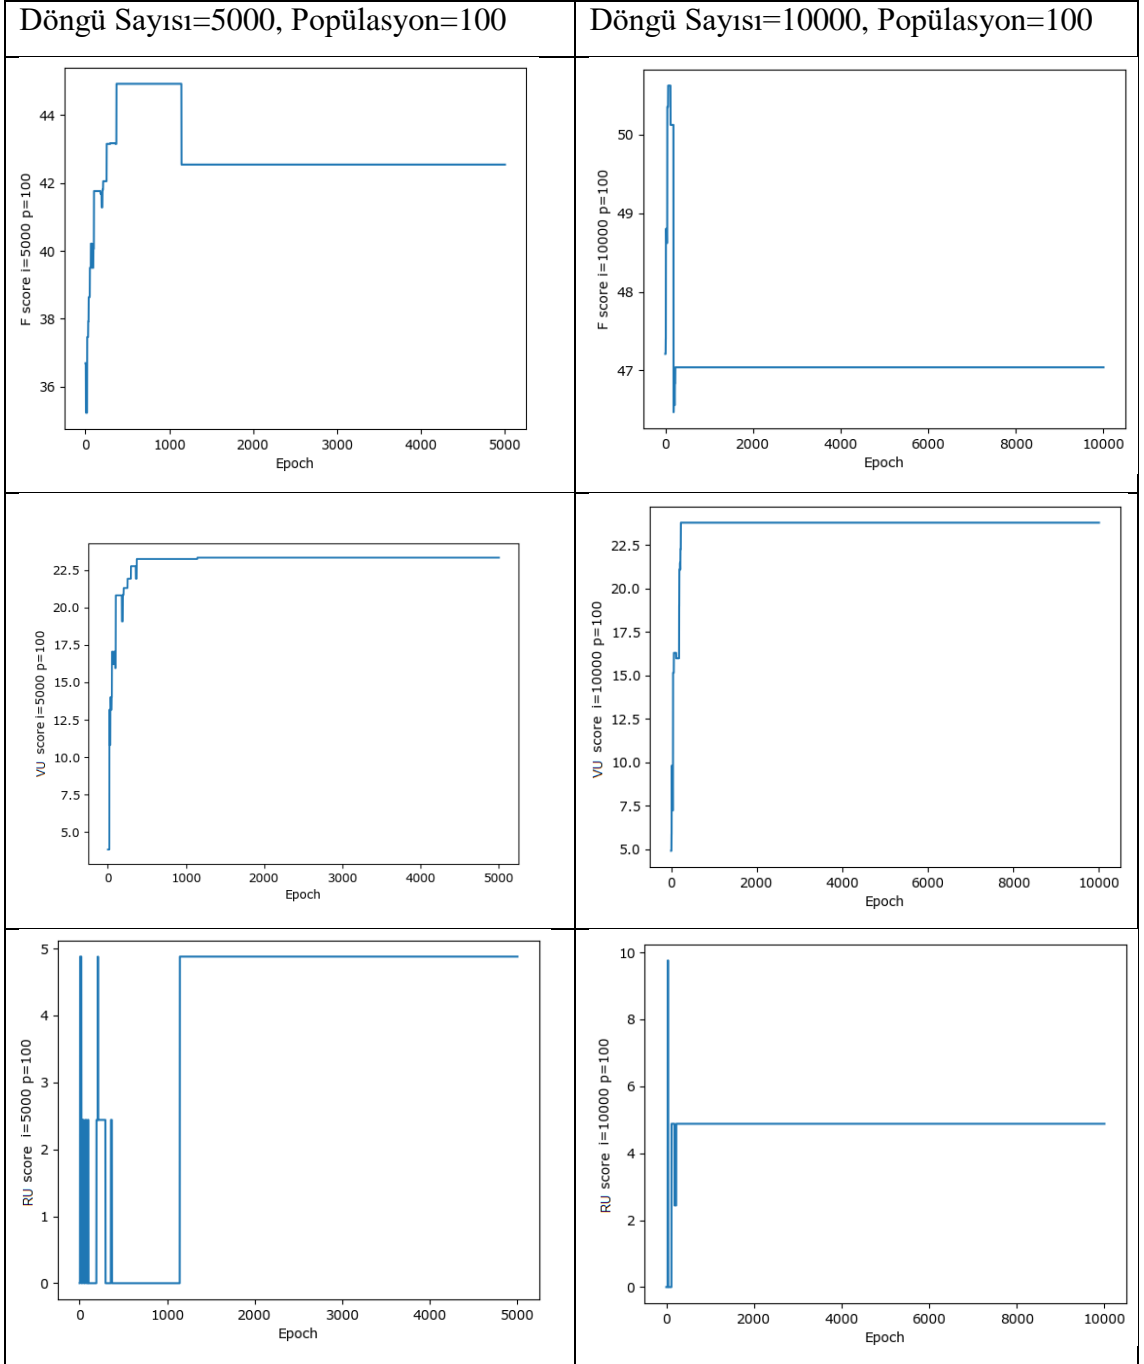 Döngü Sayısı=5000, Popülasyon=100
Döngü Sayısı=10000, Popülasyon=100
F score i=5000 p=100
44
42
40
38
36
0 1000 2000 3000 4000 5000
Epoch
F score i=10000 p=100
50
49
48
47
0 2000 4000 6000 8000 10000
Epoch
VU score i=5000 p=100
22.5
20.0
17.5
15.0
12.5
10.0
7.5
5.0
0 1000 2000 3000 4000 5000
Epoch
VU score i=10000 p=100
22.5
20.0
17.5
15.0
12.5
10.0
7.5
5.0
0 2000 4000 6000 8000 10000
Epoch
RU score i=5000 p=100
5
4
3
2
1
0
0 1000 2000 3000 4000 5000
Epoch
RU score i=10000 p=100
10
8
6
4
2
0
0 2000 4000 6000 8000 10000
Epoch